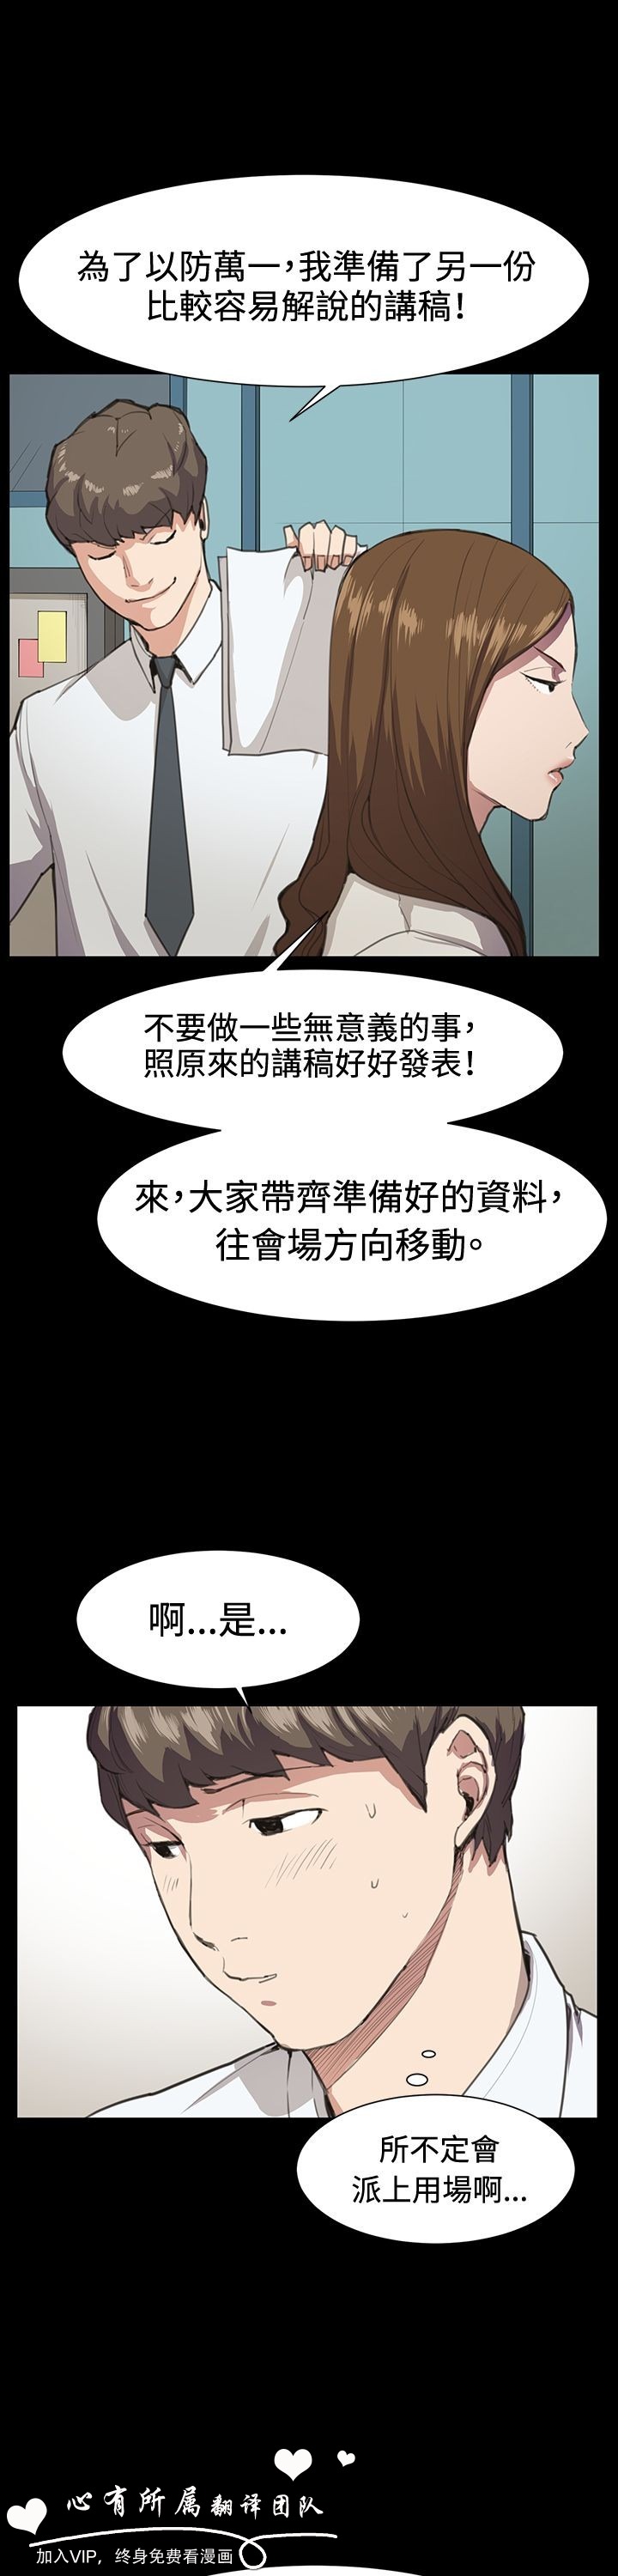 為了以防萬一，我準備了另一份
比較容易解說的講稿！
不要做一些無意義的事，
照原來的講稿好好發表！
來，大家帶齊準備好的資料，
往會場方向移動。
啊...是...
所不定會
派上用場啊...
心有所属翻译团队
加入VIP，终身免费看漫画